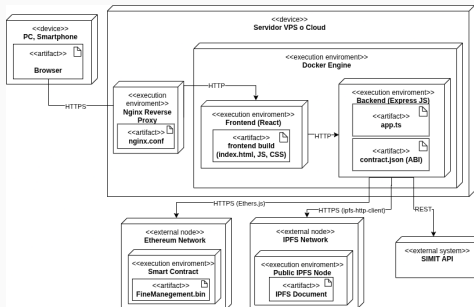 <<device>>
PC, Smartphone
<<artifact>>
Browser
<<device>>
Servidor VPS o Cloud
<<execution enviroment>>
Docker Engine
<<execution
enviroment>>
Nginx Reverse
Proxy
<<artifact>>
nginx.conf
HTTPS
HTTP
<<execution enviroment>>
Frontend (React)
<<artifact>>
frontend build
(index.html, JS, CSS)
HTTP
<<execution enviroment>>
Backend (Express JS)
<<artifact>>
app.ts
<<artifact>>
contract.json (ABI)
HTTPS (Ethers.js)
HTTPS (ipfs-http-client)
REST
<<external node>>
Ethereum Network
<<execution enviroment>>
Smart Contract
<<artifact>>
FineManagement.bin
<<external node>>
IPFS Network
<<execution enviroment>>
Public IPFS Node
<<artifact>>
IPFS Document
<<external system>>
SIMIT API